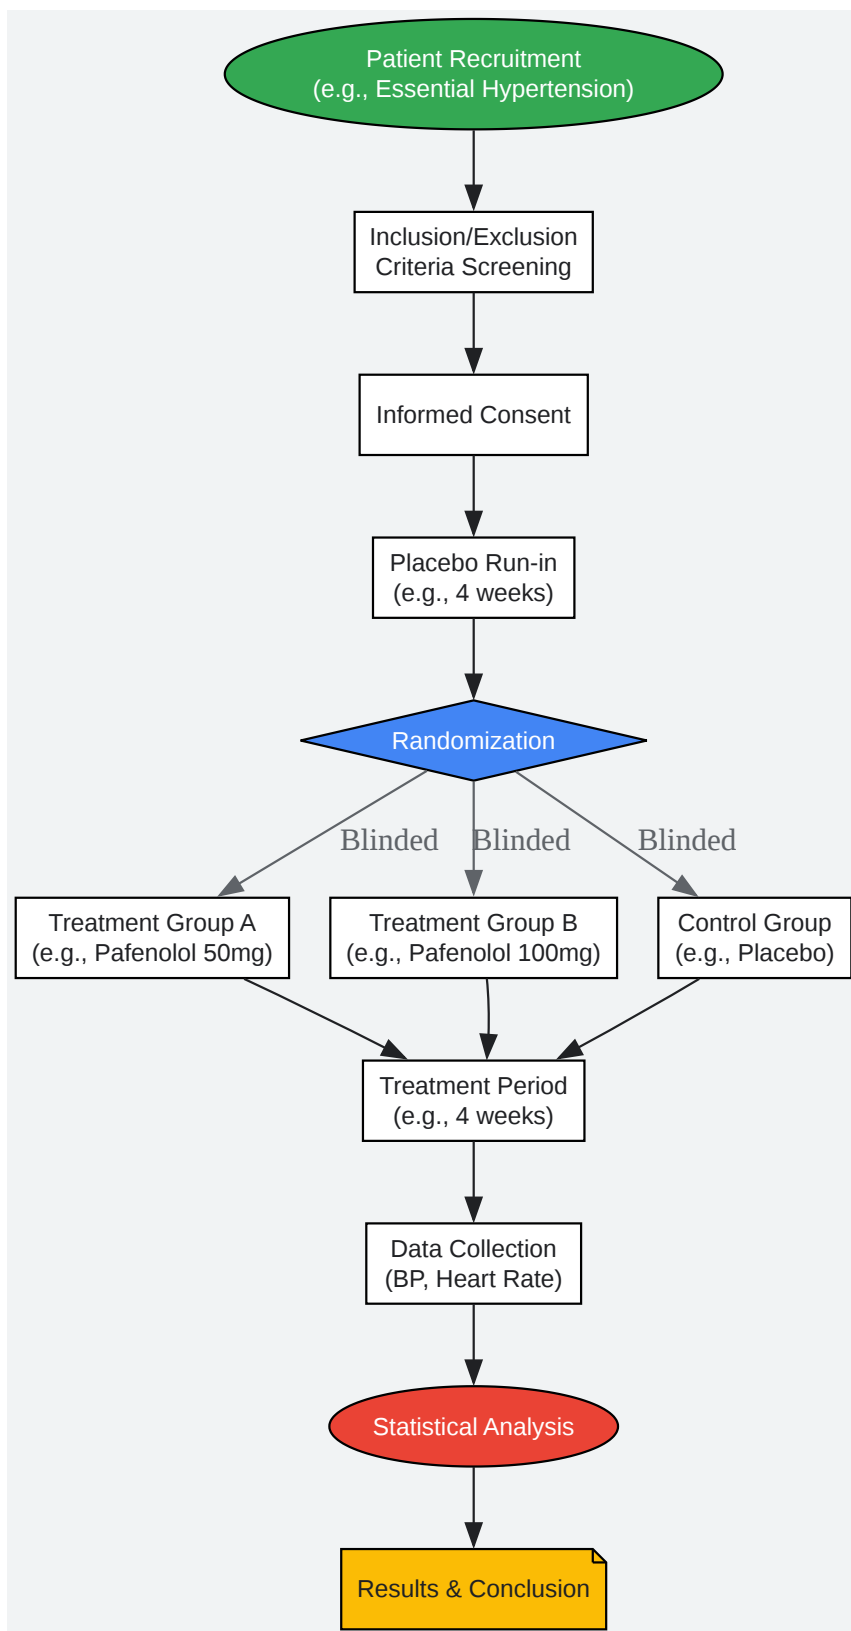 Patient Recruitment
(e.g., Essential Hypertension)
Inclusion/Exclusion
Criteria Screening
Informed Consent
Placebo Run-in
(e.g., 4 weeks)
Randomization
Blinded
Blinded
Blinded
Treatment Group A
(e.g., Pafenolol 50mg)
Treatment Group B
(e.g., Pafenolol 100mg)
Control Group
(e.g., Placebo)
Treatment Period
(e.g., 4 weeks)
Data Collection
(BP, Heart Rate)
Statistical Analysis
Results & Conclusion